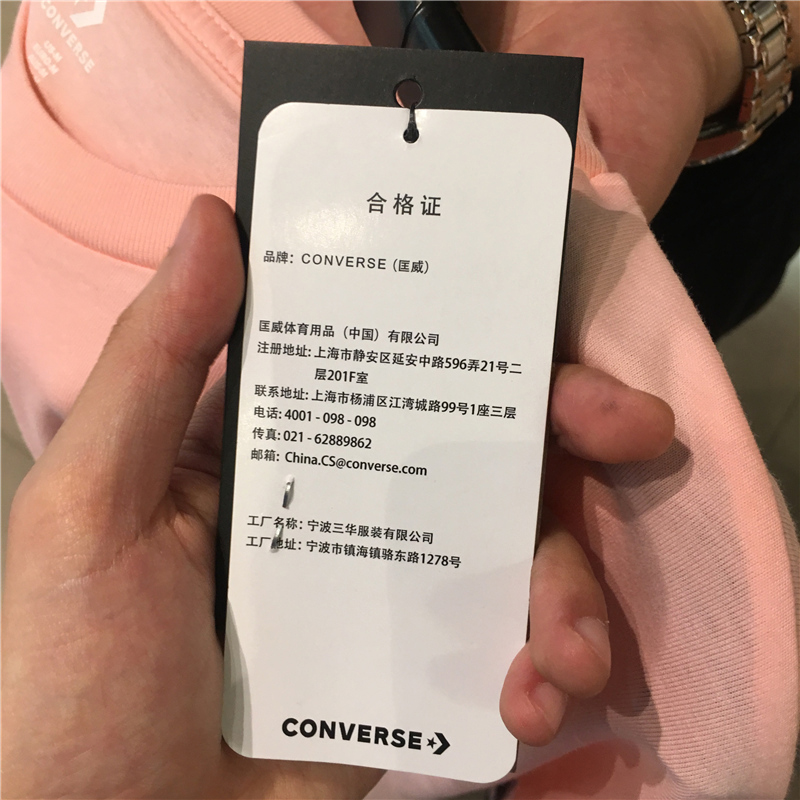 CONVERSE
合格证
品牌：CONVERSE (匡威)
匡威体育用品（中国）有限公司
注册地址: 上海市静安区延安中路596弄21号二
层201F室
联系地址: 上海市杨浦区江湾城路99号1座三层
电话: 4001 - 098 - 098
传真: 021 - 62889862
邮箱: China.CS@converse.com
工厂名称：宁波三华服装有限公司
工厂地址：宁波市镇海镇骆东路1278号
CONVERSE